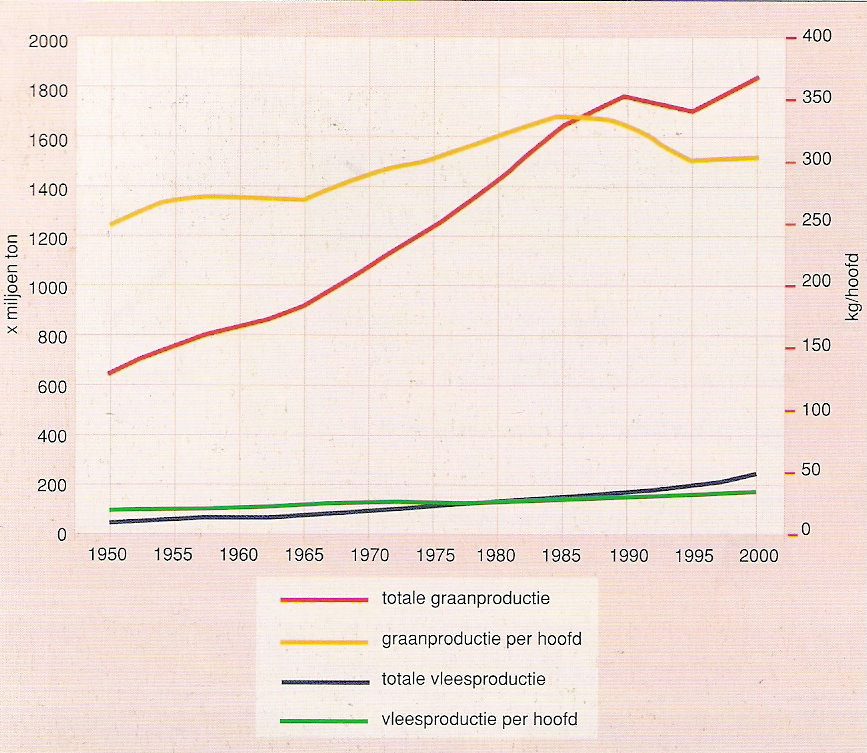 2000
1800
1600
1400
1200
1000
800
600
400
200
0
x miljoen ton
400
350
300
250
200
150
100
50
0
kg/hoofd
1950 1955 1960 1965 1970 1975 1980 1985 1990 1995 2000
totale graanproductie
graanproductie per hoofd
totale vleesproductie
vleesproductie per hoofd